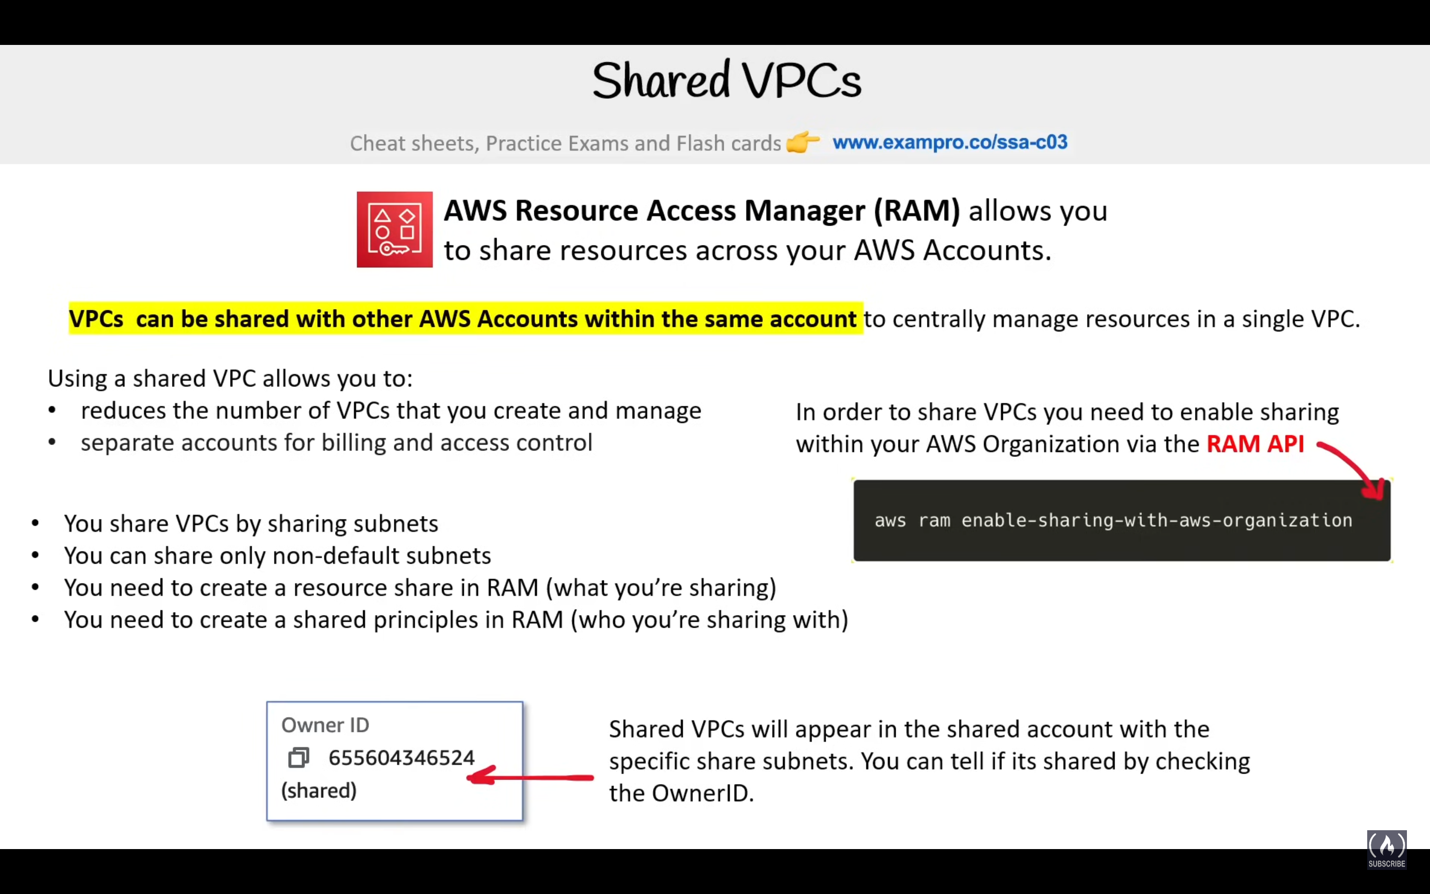 Shared VPCs
Cheat sheets, Practice Exams and Flash cards 👉 www.exampro.co/ssa-c03
AWS Resource Access Manager (RAM) allows you
to share resources across your AWS Accounts.
VPCs can be shared with other AWS Accounts within the same account to centrally manage resources in a single VPC.
Using a shared VPC allows you to:
• reduces the number of VPCs that you create and manage
• separate accounts for billing and access control
In order to share VPCs you need to enable sharing
within your AWS Organization via the RAM API
aws ram enable-sharing-with-aws-organization
• You share VPCs by sharing subnets
• You can share only non-default subnets
• You need to create a resource share in RAM (what you’re sharing)
• You need to create a shared principles in RAM (who you’re sharing with)
Owner ID
655604346524
(shared)
Shared VPCs will appear in the shared account with the
specific share subnets. You can tell if its shared by checking
the OwnerID.
SUBSCRIBE